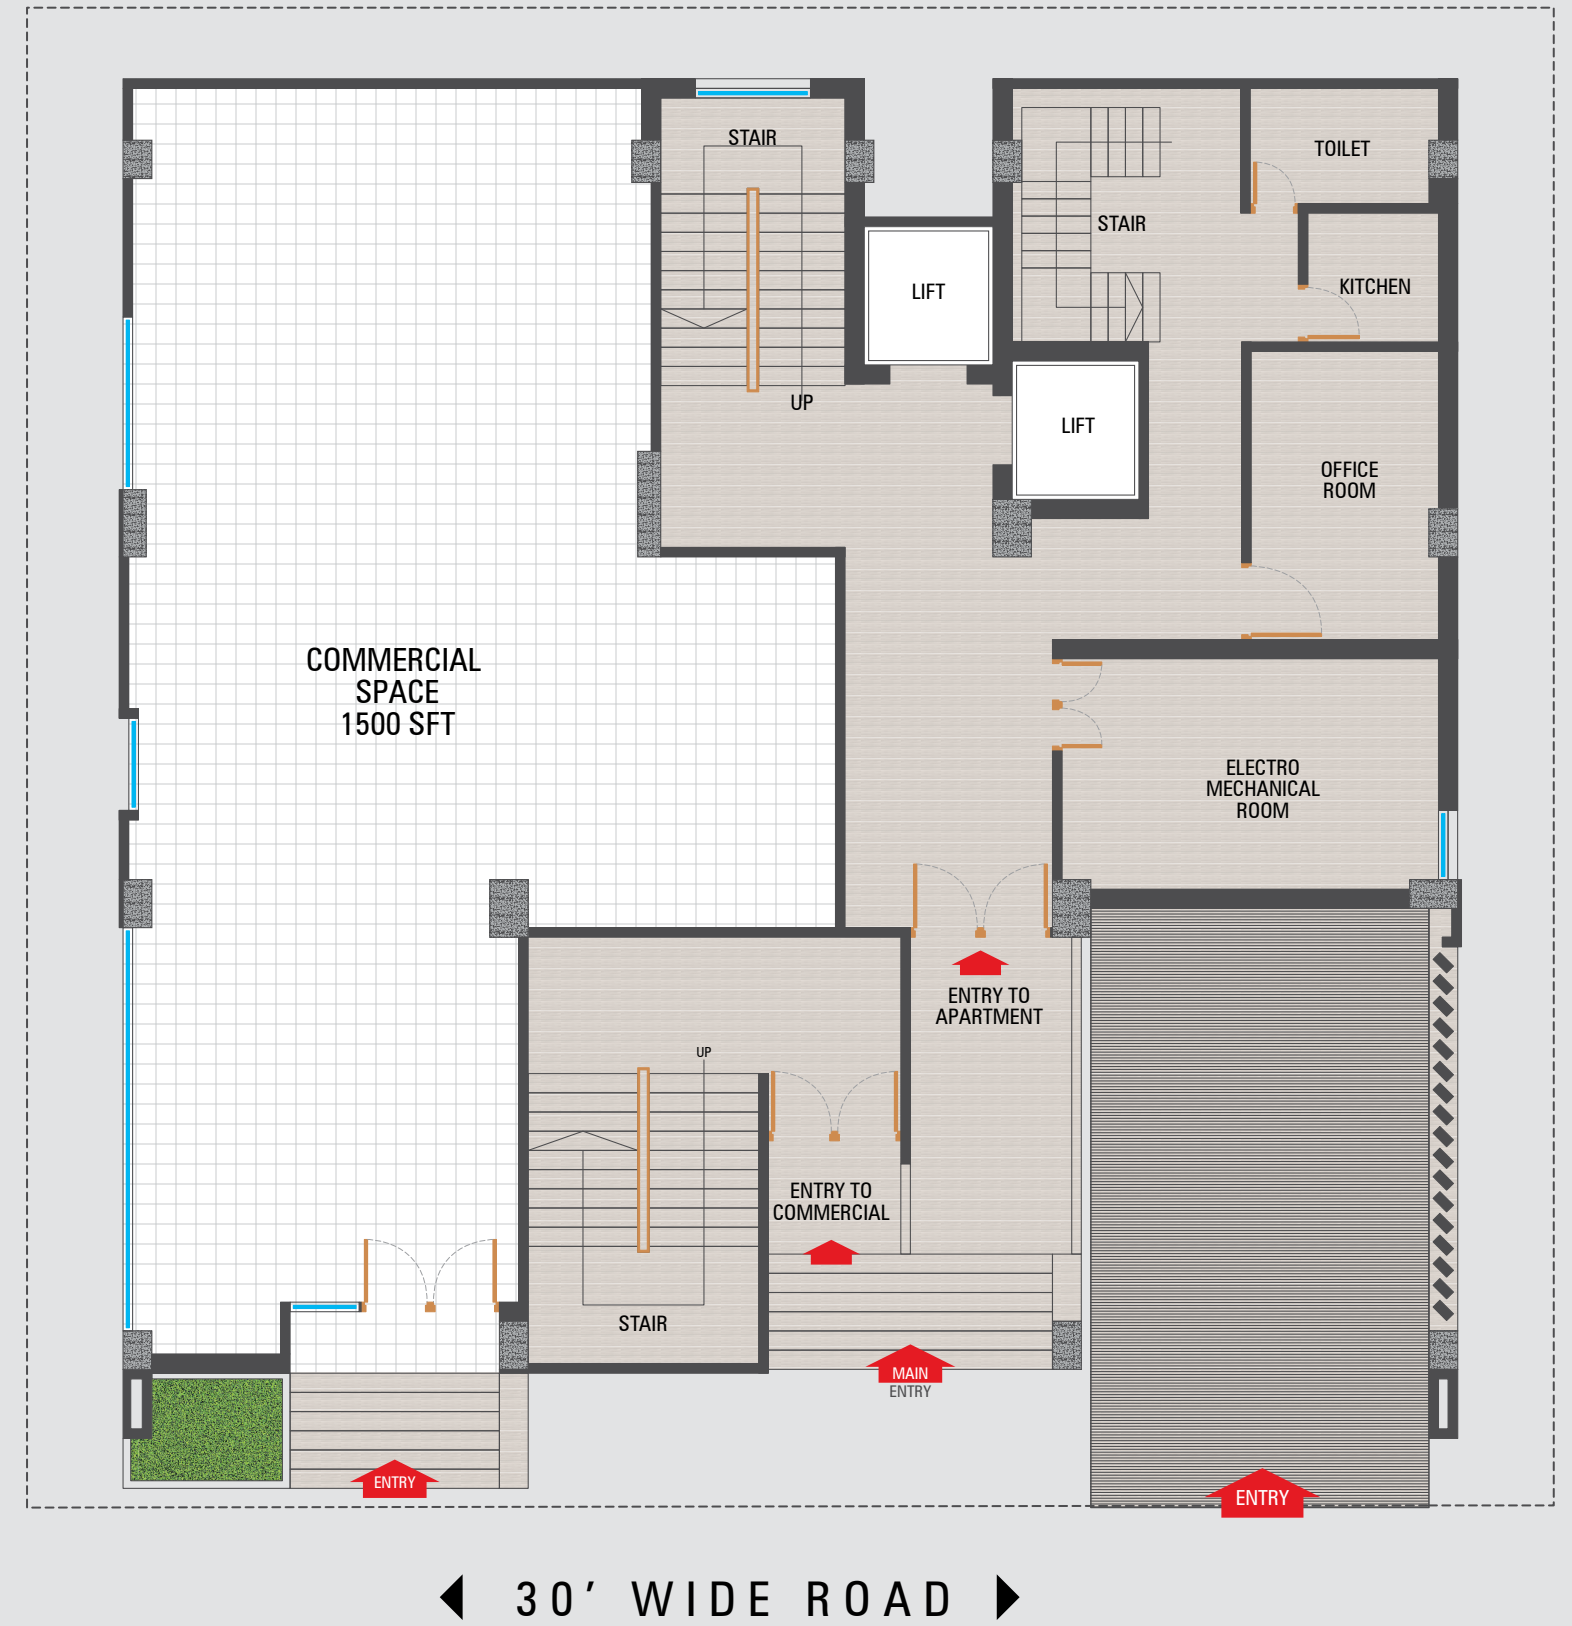 STAIR
TOILET
STAIR
LIFT
KITCHEN
UP
LIFT
OFFICE
ROOM
COMMERCIAL
SPACE
1500 SFT
ELECTRO
MECHANICAL
ROOM
ENTRY TO
APARTMENT
UP
ENTRY TO
COMMERCIAL
STAIR
MAIN
ENTRY
ENTRY
ENTRY
30' WIDE ROAD